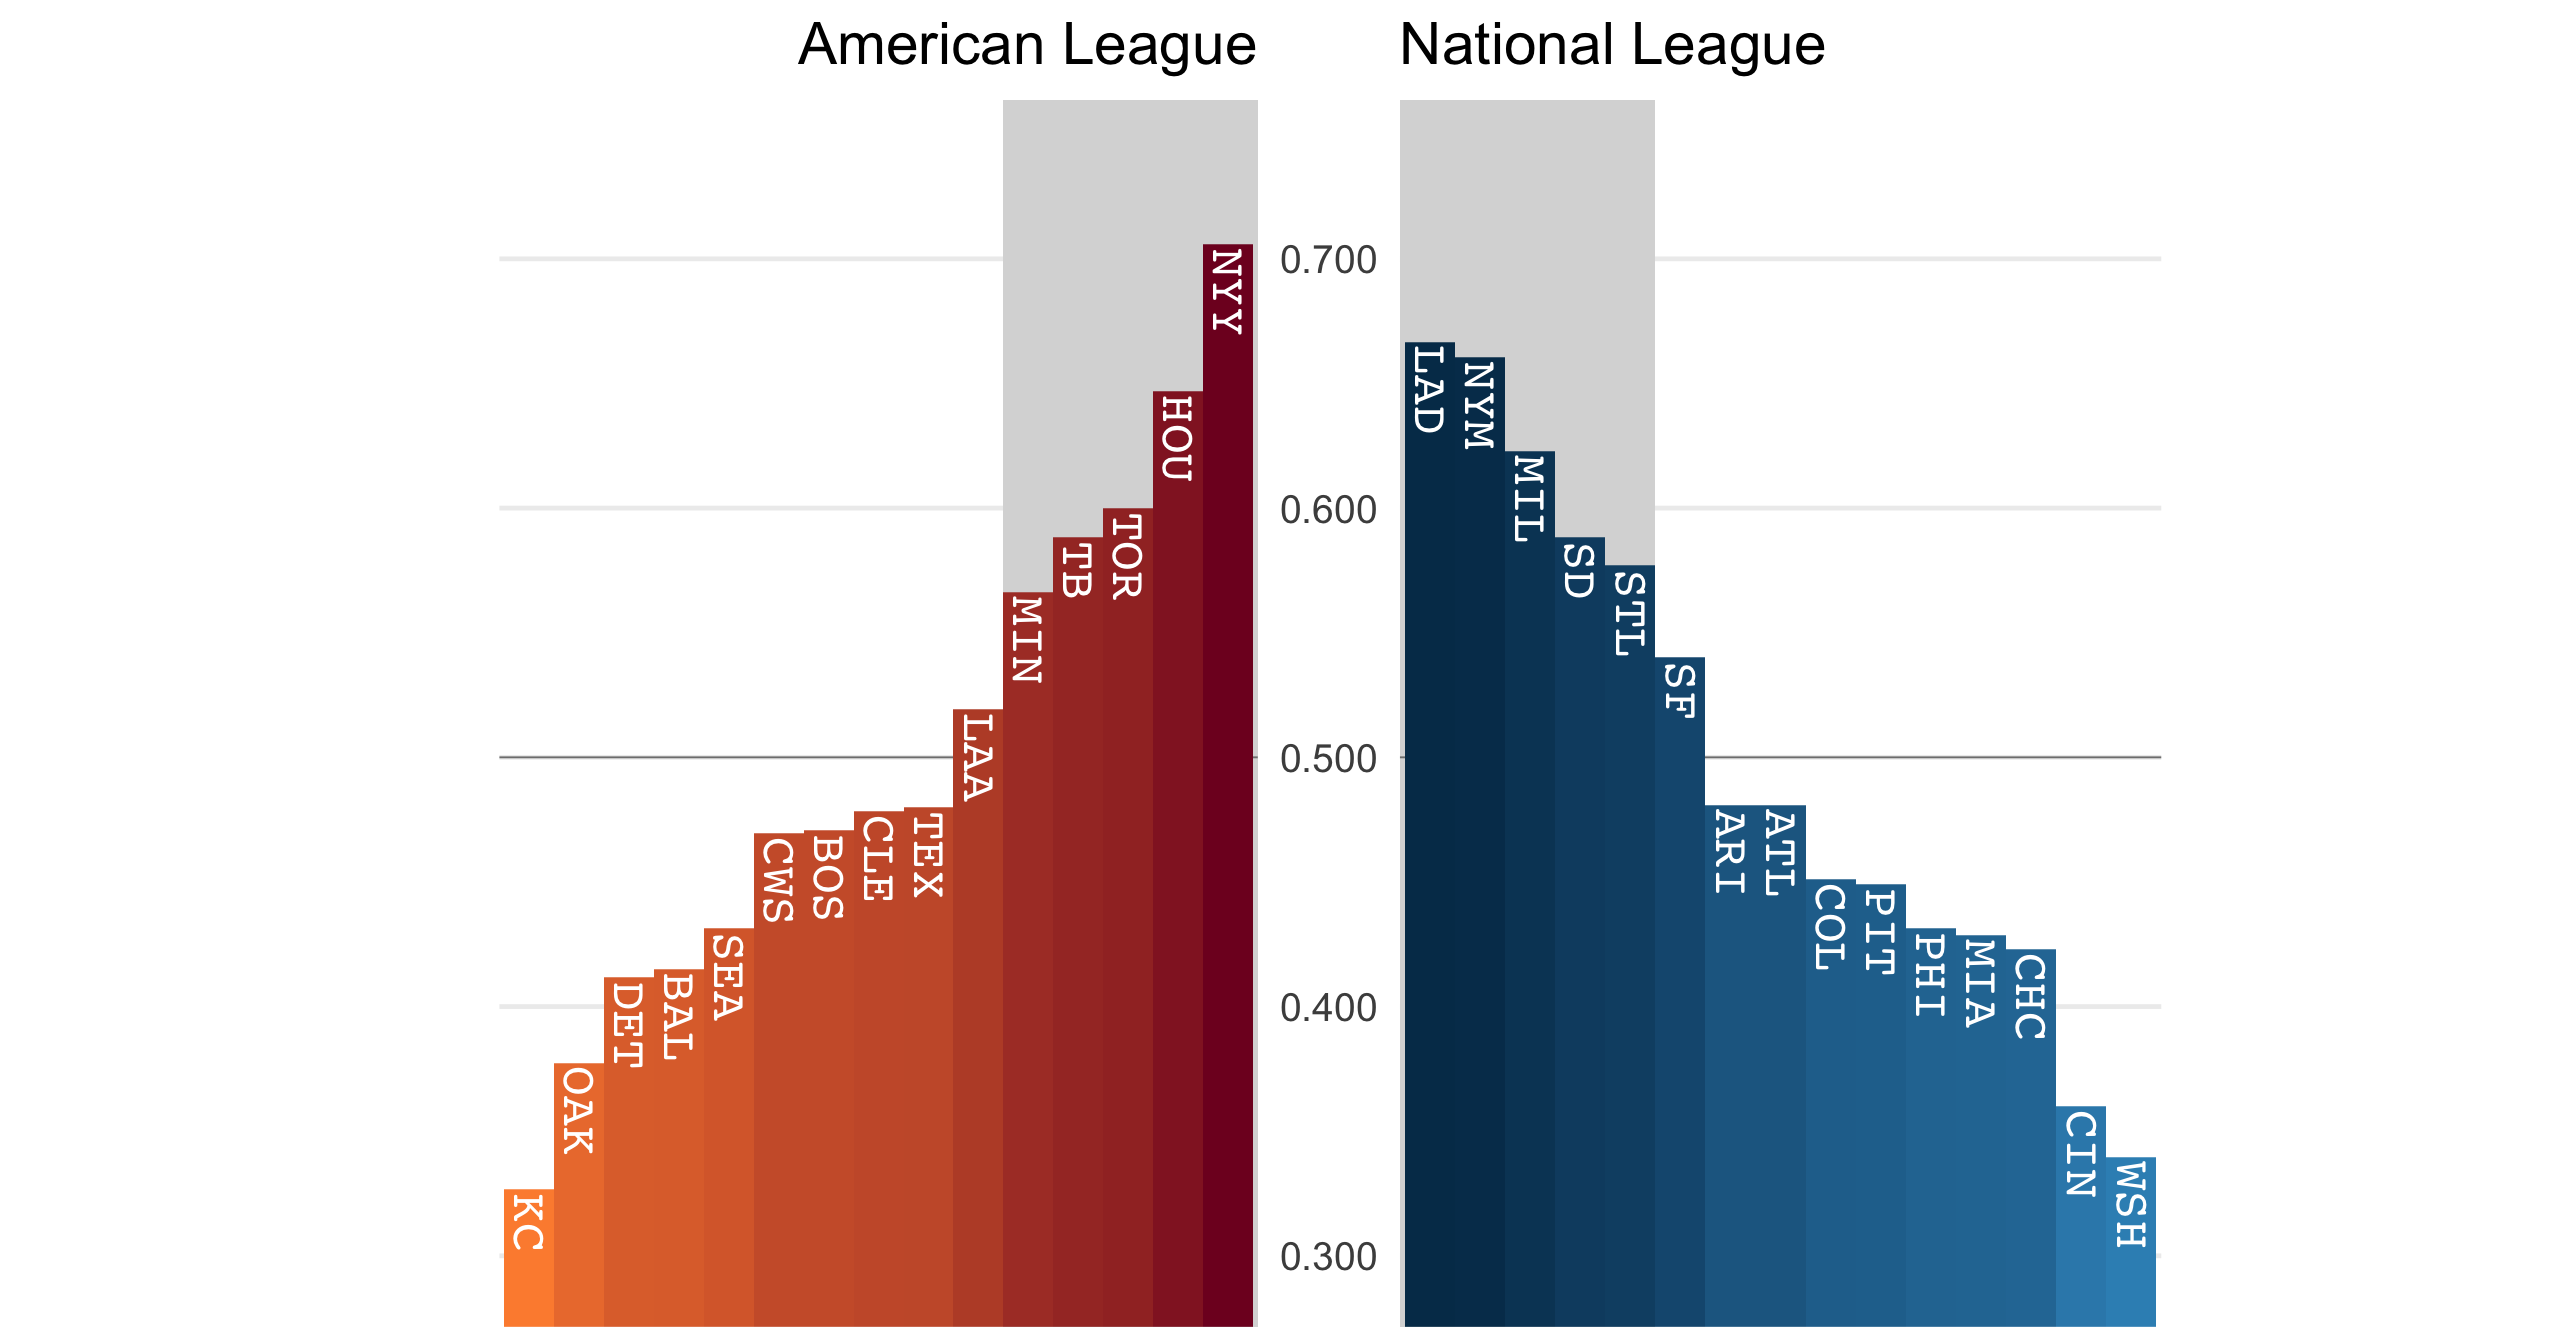 American League
National League
0.700
0.600
0.500
0.400
0.300
KC
OAK
DET
BAL
SEA
CWS
BOS
CLE
TEX
LAA
MIN
TB
TOR
HOU
NYY
LAD
NYM
MIL
SD
STL
SF
ARI
ATL
COL
PIT
PHI
MIA
CHC
CIN
WSH